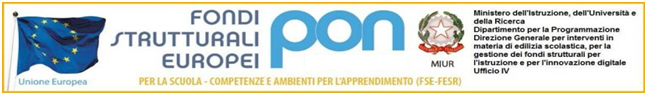 Unione Europea
FONDI
STRUTTURALI
EUROPEI
pon
MIUR
Ministero dell'Istruzione, dell'Università e
della Ricerca
Dipartimento per la Programmazione
Direzione Generale per interventi in
materia di edilizia scolastica, per la
gestione dei fondi strutturali per
l'istruzione e per l'innovazione digitale
Ufficio IV
PER LA SCUOLA - COMPETENZE E AMBIENTI PER L'APPRENDIMENTO (FSE-FESR)